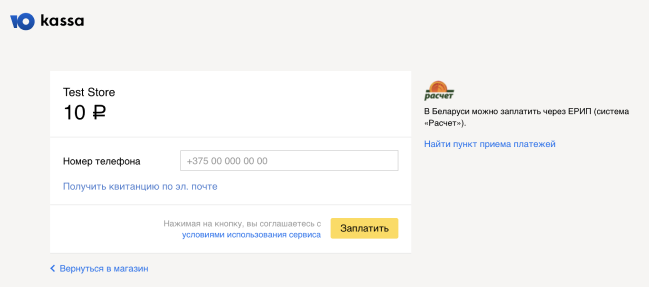 Ю kassa
Test Store
10 ₽
Номер телефона
+375 00 000 00 00
Получить квитанцию по эл. почте
Нажимая на кнопку, вы соглашаетесь с
условиями использования сервиса
Заплатить
Вернуться в магазин
расчет
В Беларуси можно заплатить через ЕРИП (система
«Расчет»).
Найти пункт приема платежей